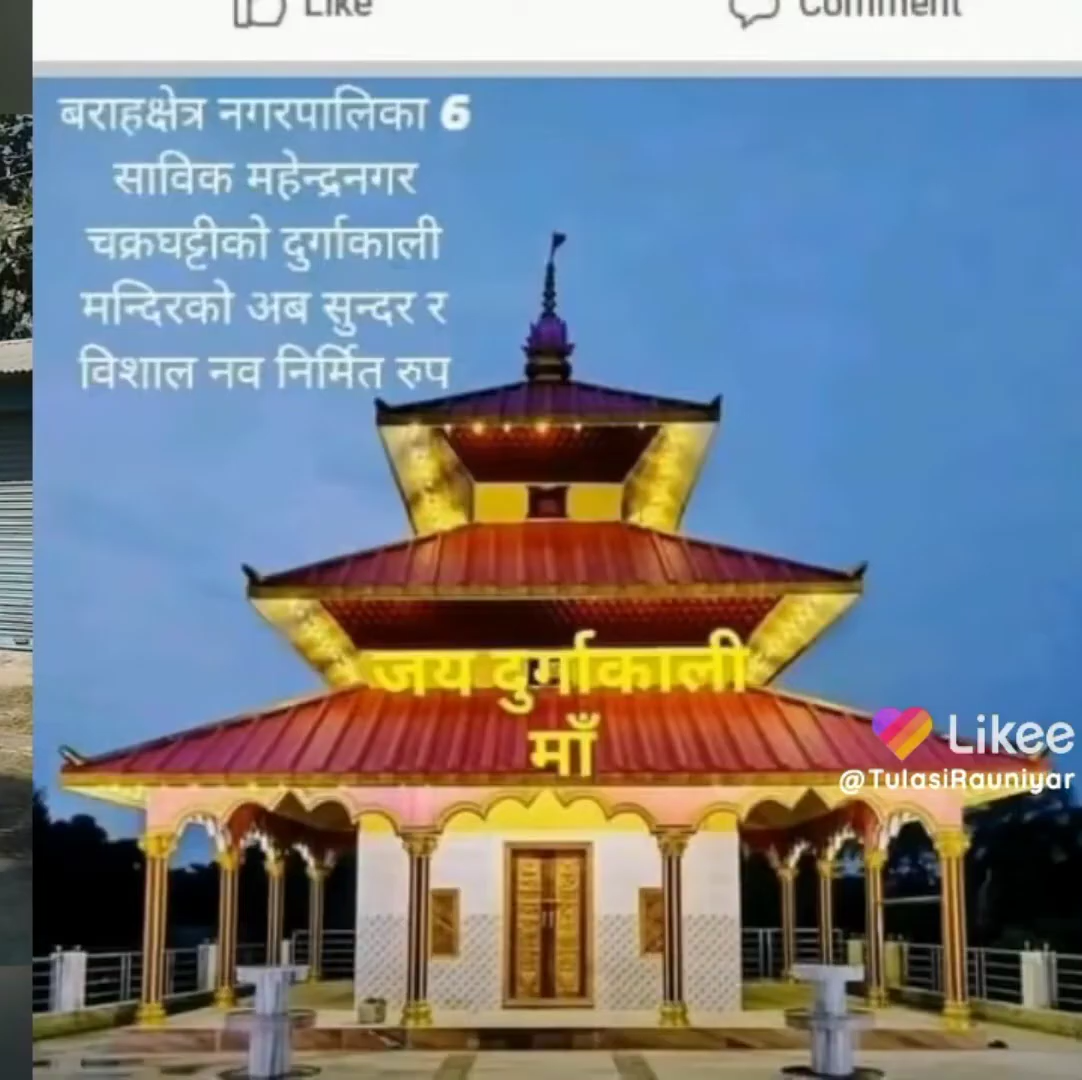 Like
Comment
बराहक्षेत्र नगरपालिका 6
साविक महेन्द्रनगर
चक्रघट्टीको दुर्गाकाली
मन्दिरको अब सुन्दर र
विशाल नव निर्मित रुप
जय दुर्गाकाली
माँ
Likee
@TulasiRauniyar